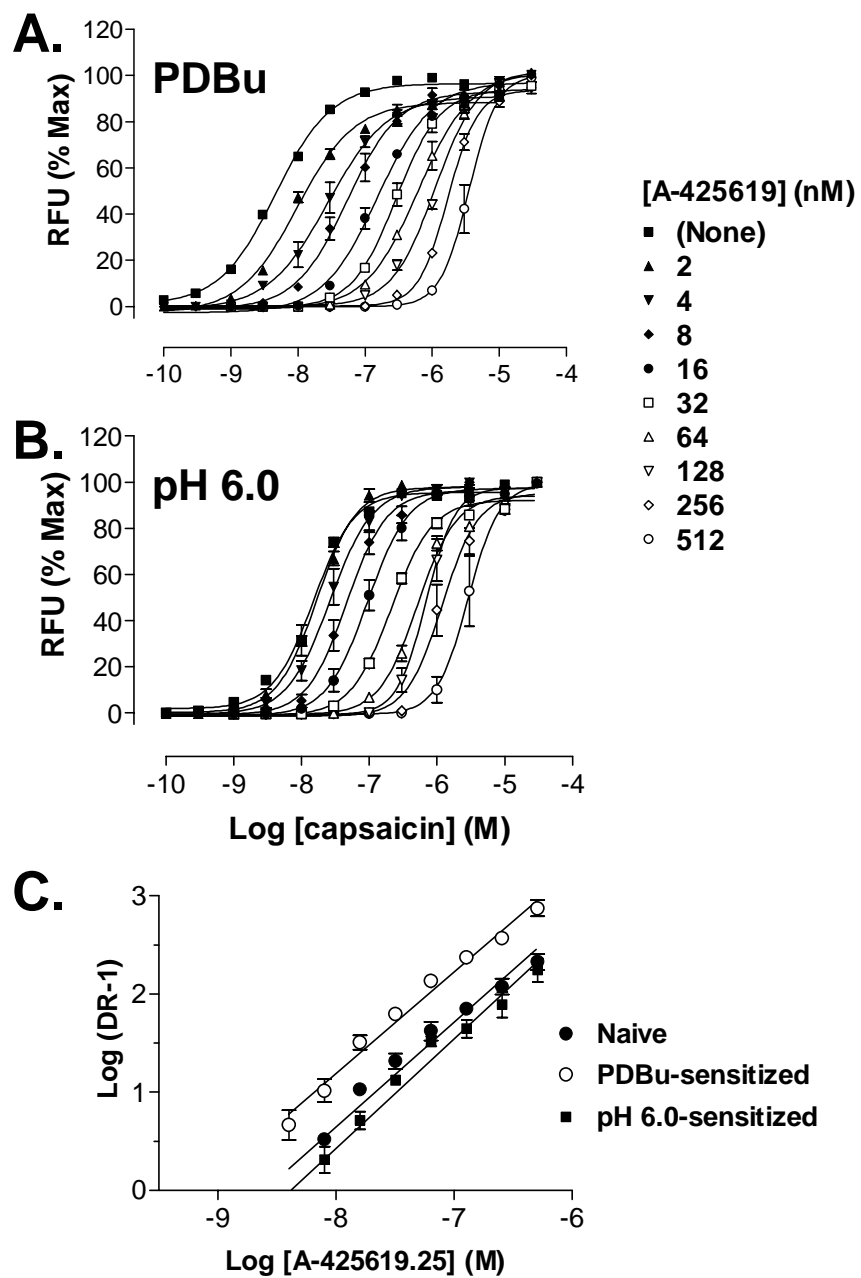 A.
PDBu
RFU (% Max)
120
100
80
60
40
20
0
-10 -9 -8 -7 -6 -5 -4
[A-425619] (nM)
(None)
2
4
8
16
32
64
128
256
512
B.
pH 6.0
RFU (% Max)
120
100
80
60
40
20
0
-10 -9 -8 -7 -6 -5 -4
Log [capsaicin] (M)
C.
Log (DR-1)
3
2
1
0
-9 -8 -7 -6
Log [A-425619.25] (M)
Naive
PDBu-sensitized
pH 6.0-sensitized